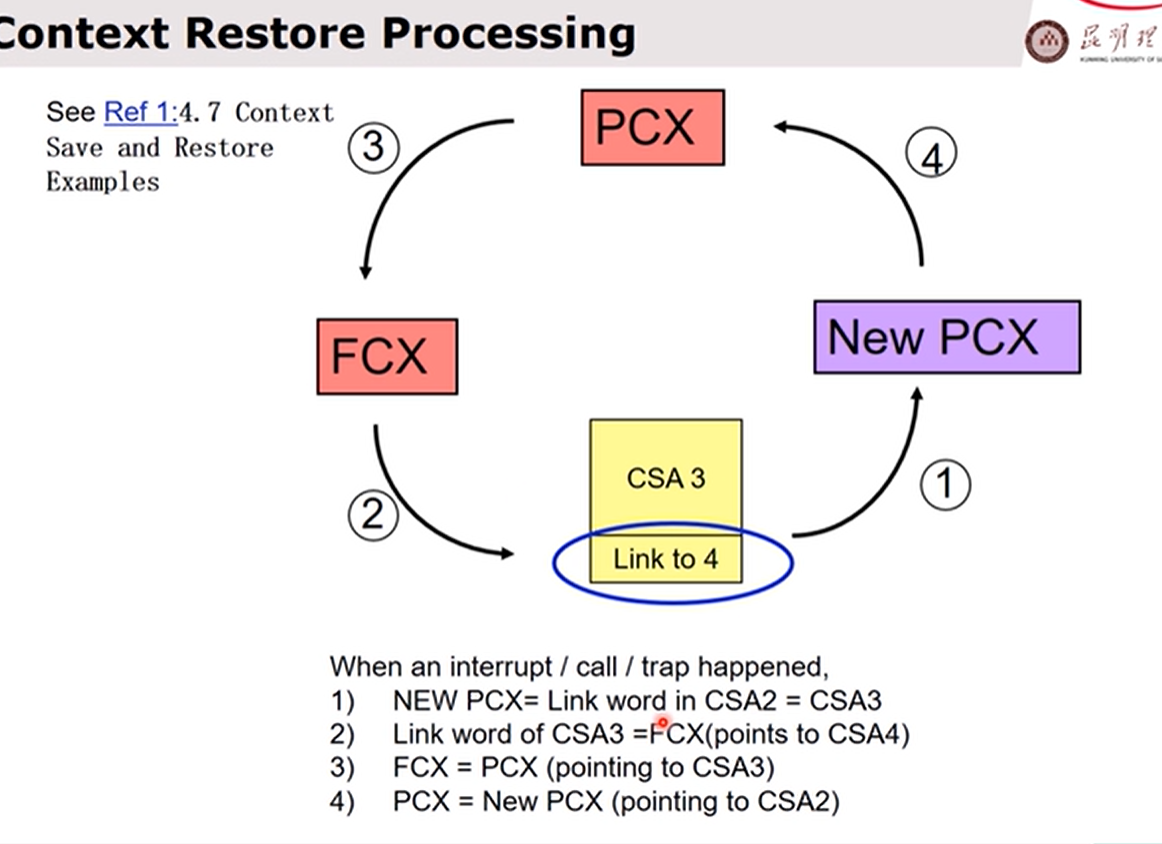 Context Restore Processing
昆明理
See Ref 1:4.7 Context
Save and Restore
Examples
3
PCX
4
FCX
New PCX
CSA 3
Link to 4
2
1
When an interrupt / call / trap happened,
1) NEW PCX= Link word in CSA2 = CSA3
2) Link word of CSA3 =FCX(points to CSA4)
3) FCX = PCX (pointing to CSA3)
4) PCX = New PCX (pointing to CSA2)